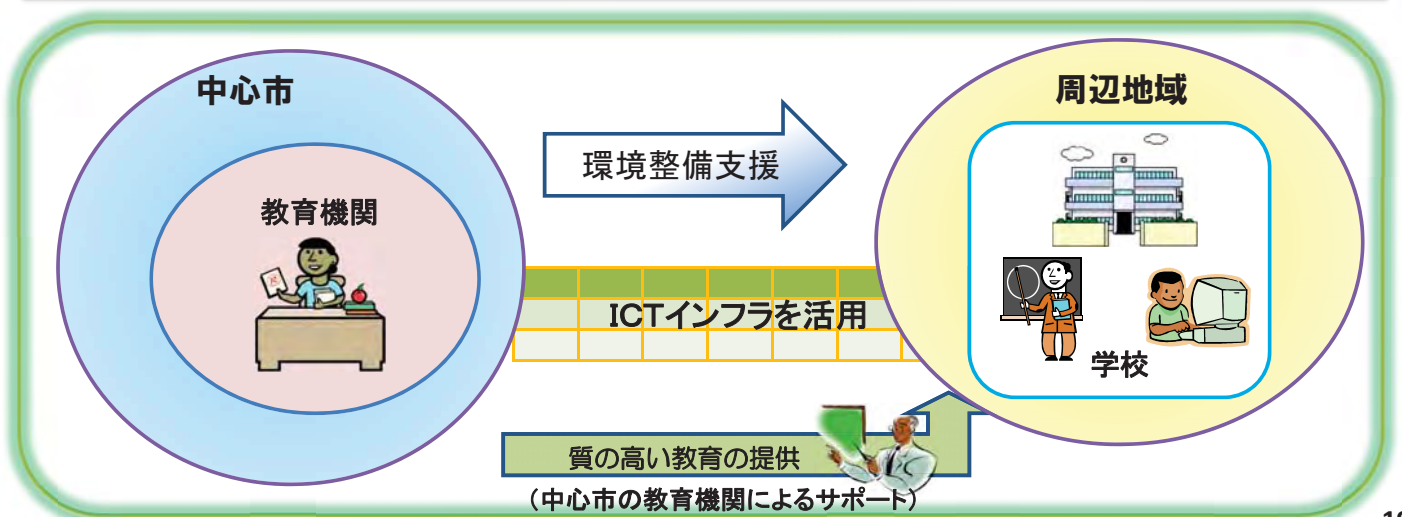 中心市
周辺地域
環境整備支援
教育機関
ICTインフラを活用
学校
質の高い教育の提供
(中心市の教育機関によるサポート)